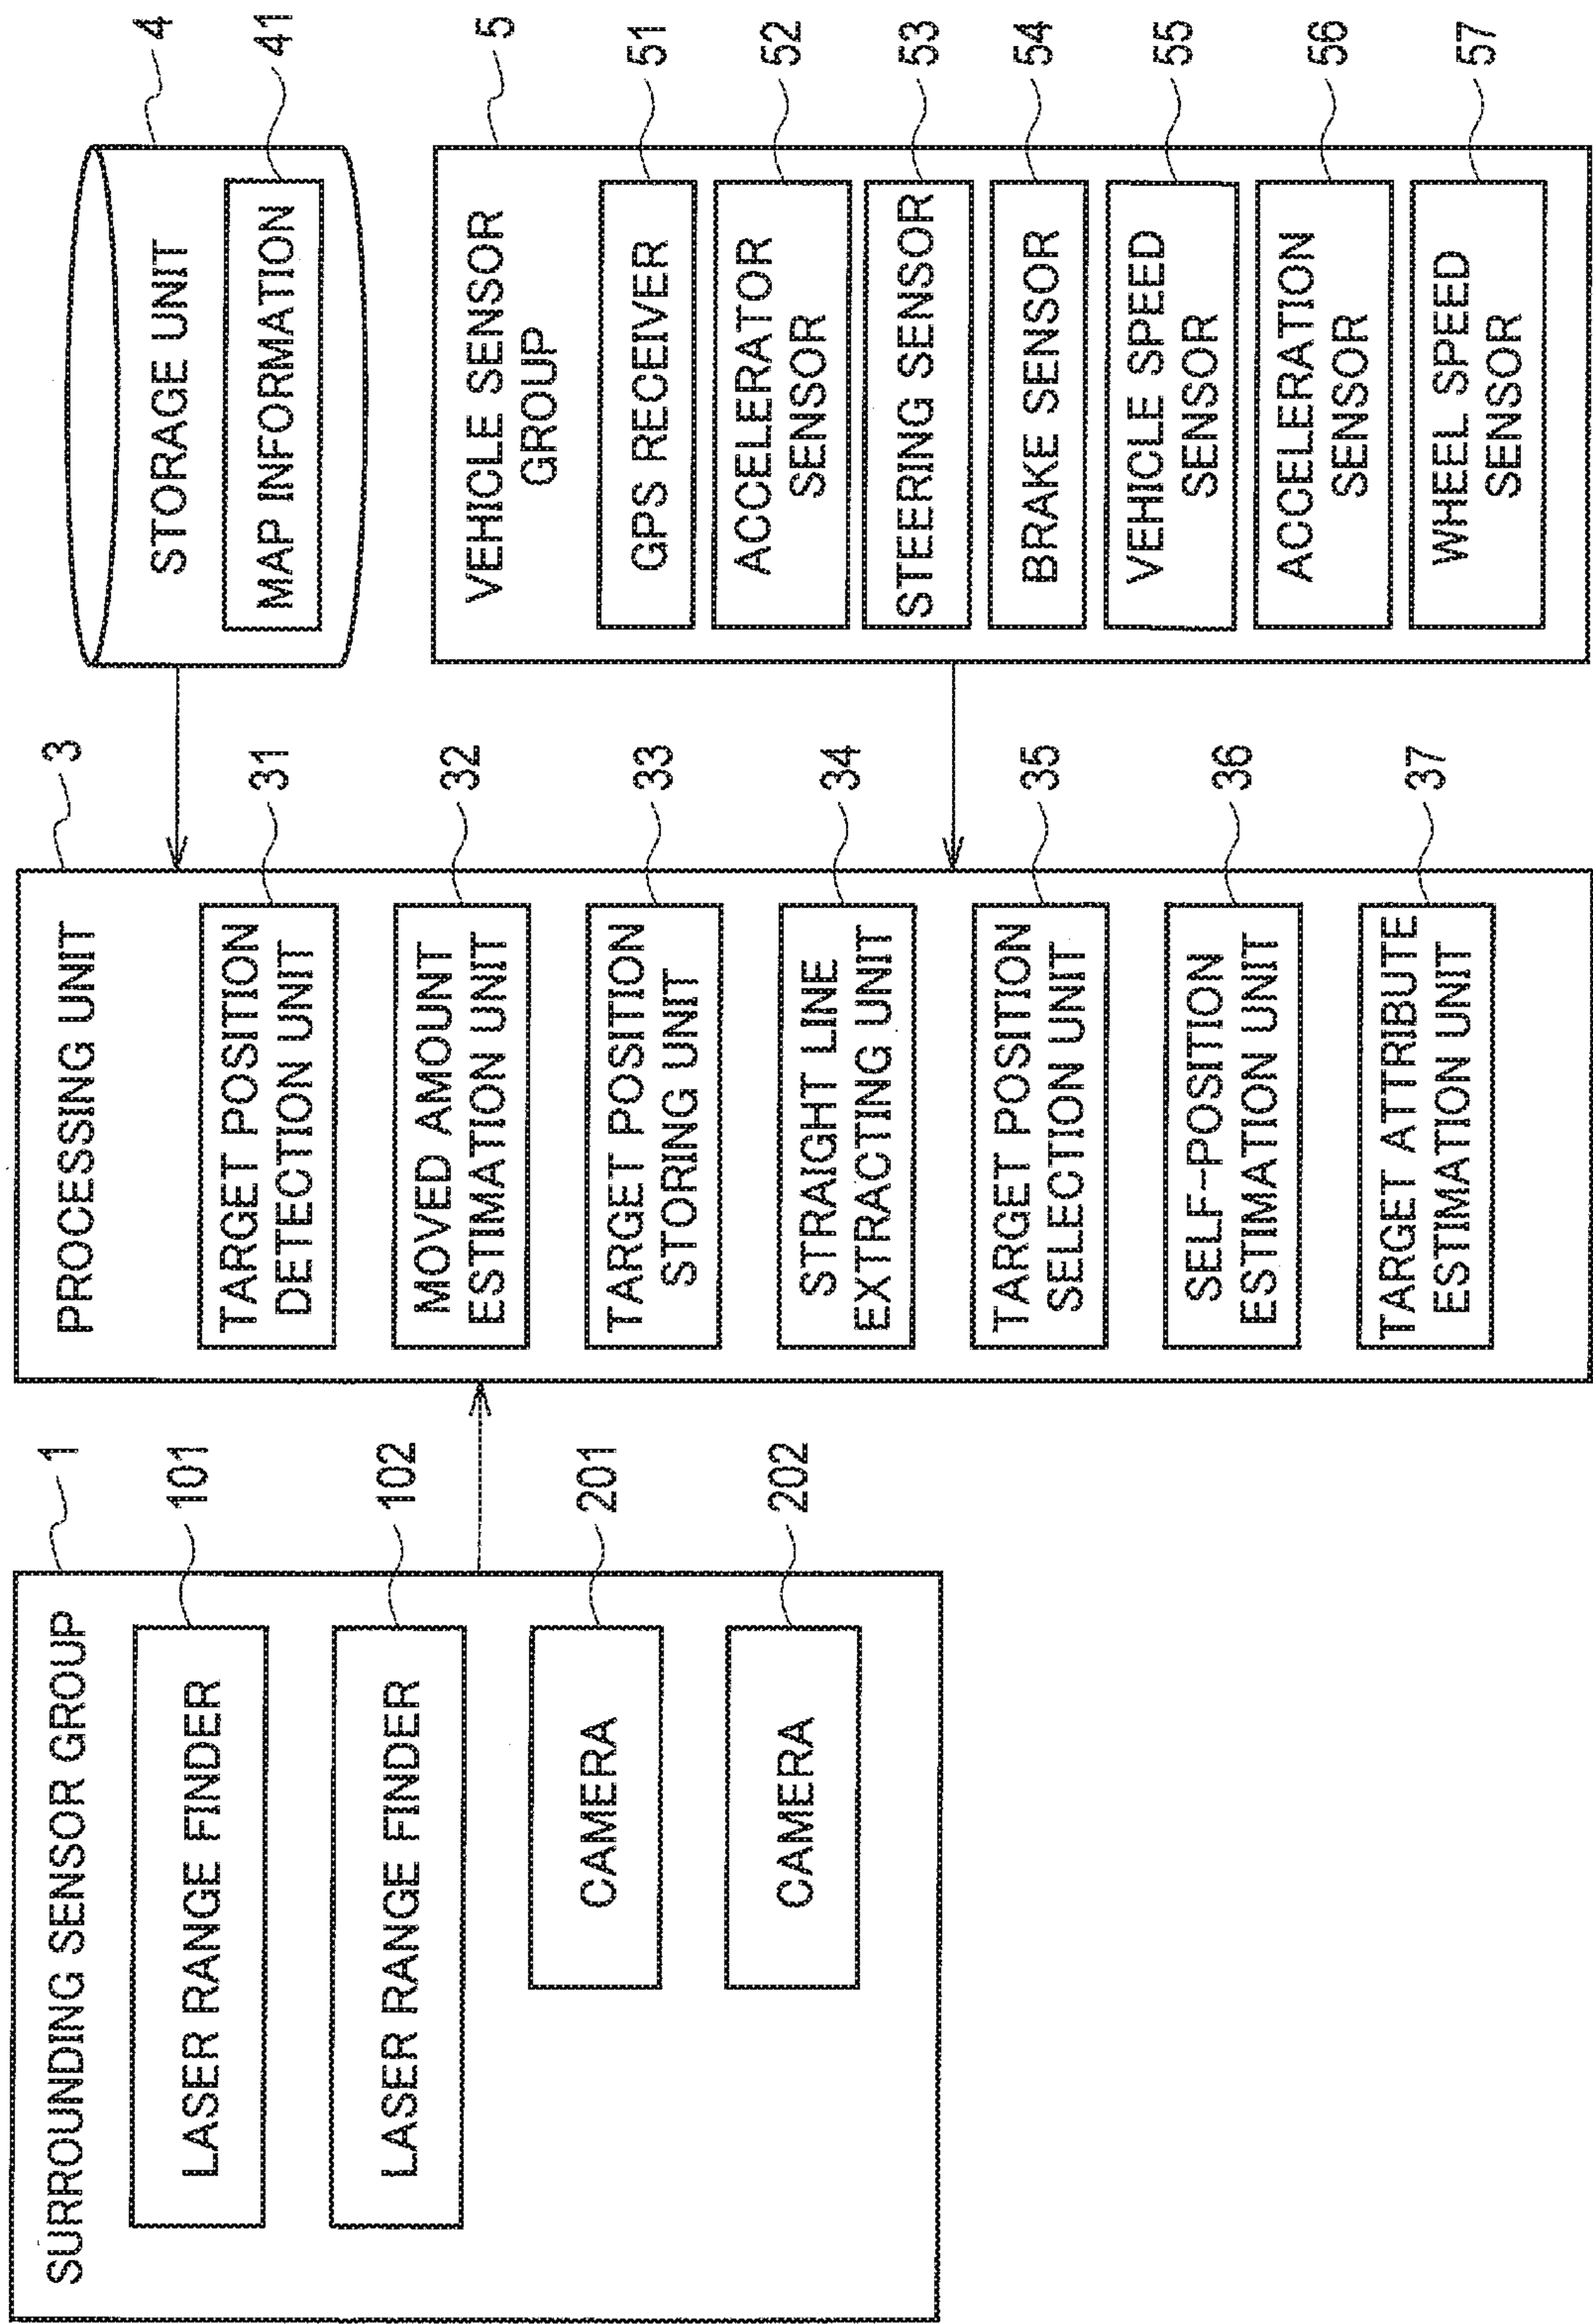 SURROUNDING SENSOR GROUP
1
LASER RANGE FINDER
101
LASER RANGE FINDER
102
CAMERA
201
CAMERA
202
PROCESSING UNIT
3
TARGET POSITION
DETECTION UNIT
31
MOVED AMOUNT
ESTIMATION UNIT
32
TARGET POSITION
STORING UNIT
33
STRAIGHT LINE
EXTRACTING UNIT
34
TARGET POSITION
SELECTION UNIT
35
SELF-POSITION
ESTIMATION UNIT
36
TARGET ATTRIBUTE
ESTIMATION UNIT
37
STORAGE UNIT
4
MAP INFORMATION
41
VEHICLE SENSOR
GROUP
5
GPS RECEIVER
51
ACCELERATOR
SENSOR
52
STEERING SENSOR
53
BRAKE SENSOR
54
VEHICLE SPEED
SENSOR
55
ACCELERATION
SENSOR
56
WHEEL SPEED
SENSOR
57